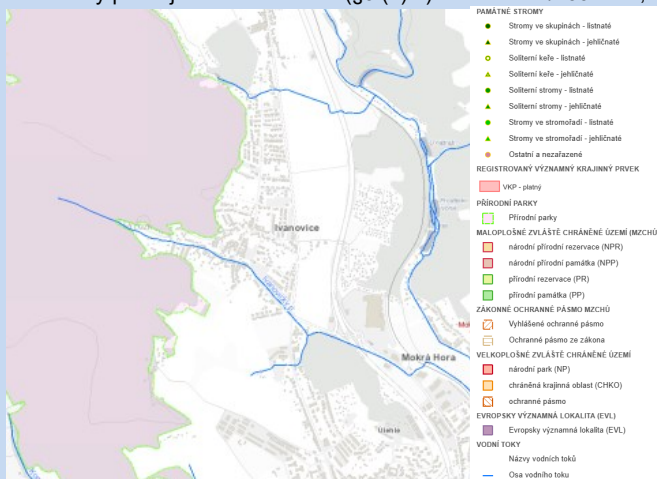 PAMÁTNÉ STROMY
Stromy ve skupinách - listnaté
Stromy ve skupinách - jehličnaté
Soliterní keře - listnaté
Soliterní keře - jehličnaté
Soliterní stromy - listnaté
Soliterní stromy - jehličnaté
Stromy ve stromořadí - listnaté
Stromy ve stromořadí - jehličnaté
Ostatní a nezařazené
REGISTROVANÝ VÝZNAMNÝ KRAJINNÝ PRVEK
VKP - platný
PŘÍRODNÍ PARKY
Přírodní parky
MALOPLOŠNÉ ZVLÁŠTĚ CHRÁNĚNÉ ÚZEMÍ (MZCHÚ
národní přírodní rezervace (NPR)
národní přírodní památka (NPP)
přírodní rezervace (PR)
přírodní památka (PP)
ZÁKONNÉ OCHRANNÉ PÁSMO MZCHÚ
Vyhlášené ochranné pásmo
Ochranné pásmo ze zákona
VELKOPLOŠNÉ ZVLÁŠTĚ CHRÁNĚNÉ ÚZEMÍ
národní park (NP)
chráněná krajinná oblast (CHKO)
ochranné pásmo
EVROPSKY VÝZNAMNÁ LOKALITA (EVL)
Evropsky významná lokalita (EVL)
VODNÍ TOKY
Názvy vodních toků
Osa vodního toku
Ivanovice
Mokrá Hora